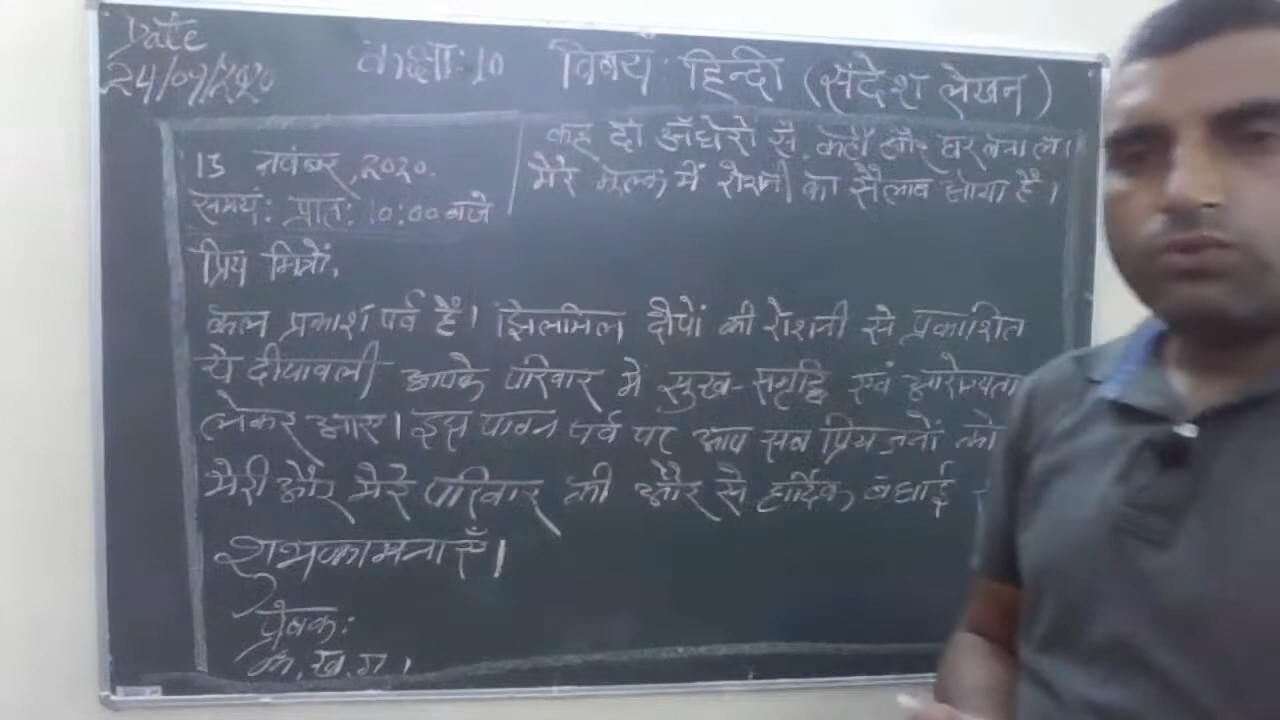 Date
24/09/2020
कक्षा: 10 विषय: हिन्दी (संदेश लेखन)
13 नवंबर, 2020.
समय: प्रात: 10:00 बजे
कह दो अँधेरों से, कहीं और घर बना लें।
मेरे मुल्क में रोशनी का सैलाब आया है।
प्रिय मित्रों,
कल प्रकाश पर्व है। झिलमिल दीपों की रोशनी से प्रकाशित
ये दीपावली आपके परिवार में सुख-समृद्धि एवं आरोग्यता
लेकर आए। इस पावन पर्व पर आप सब प्रिय जनों को
मेरी और मेरे परिवार की और से हार्दिक बधाई
शुभकामनाएँ।
प्रेषक:
क.ख.ग.।